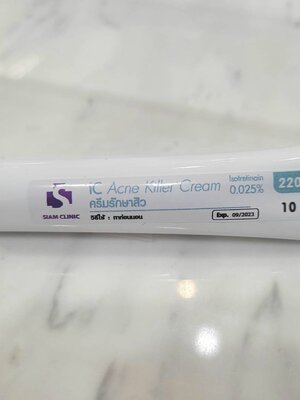 iC Acne Killer Cream
Isotretinoin
0.025%
220
ครีมรักษาสิว
SIAM CLINIC
วิธีใช้ : ทาก่อนนอน
Exp. 09/2023
10